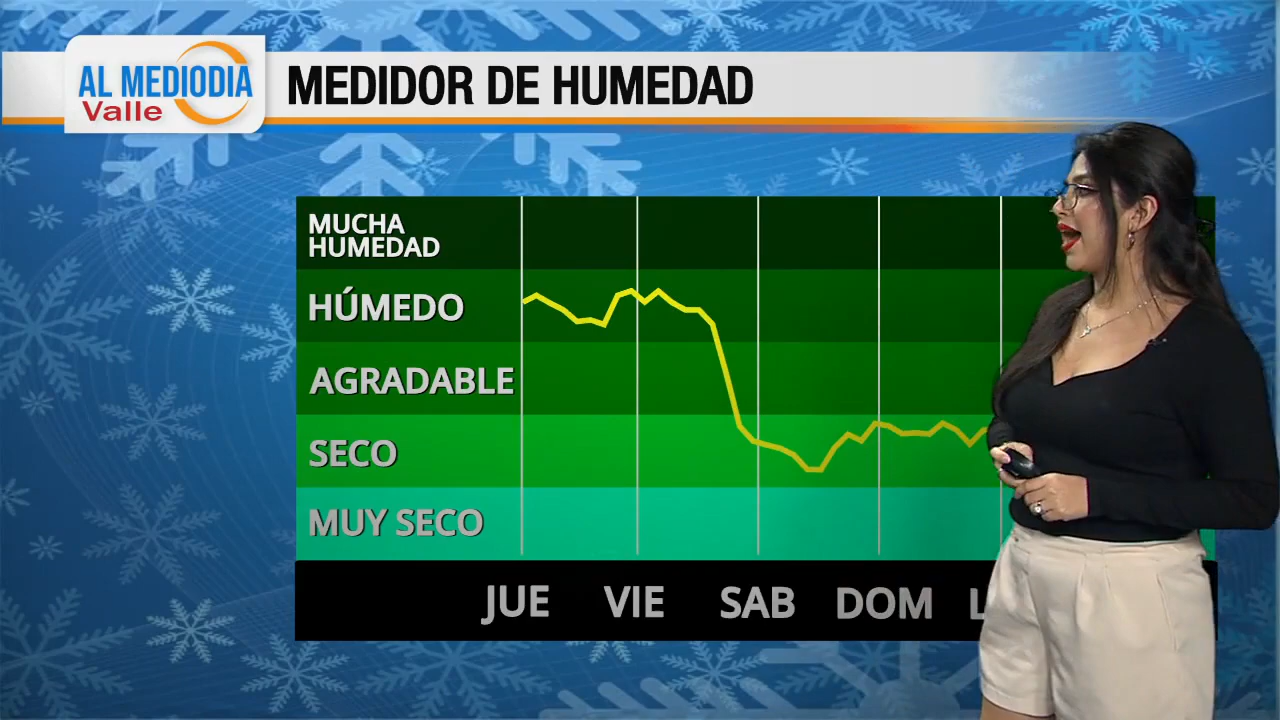 AL MEDIODIA
Valle
MEDIDOR DE HUMEDAD
MUCHA
HUMEDAD
HÚMEDO
AGRADABLE
SECO
MUY SECO
JUE VIE SAB DOM